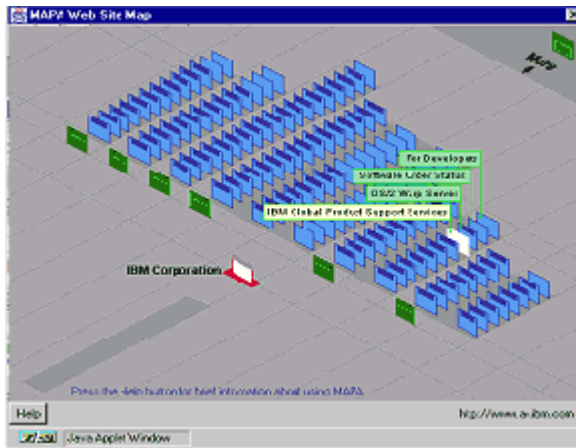 MAPA Web Site Map
MAPA
For Developers
Software Order Status
OS/2 Warp Server
IBM Global Product Support Services
IBM Corporation
Press the Help button for brief information about using MAPA.
Help
Java Applet Window